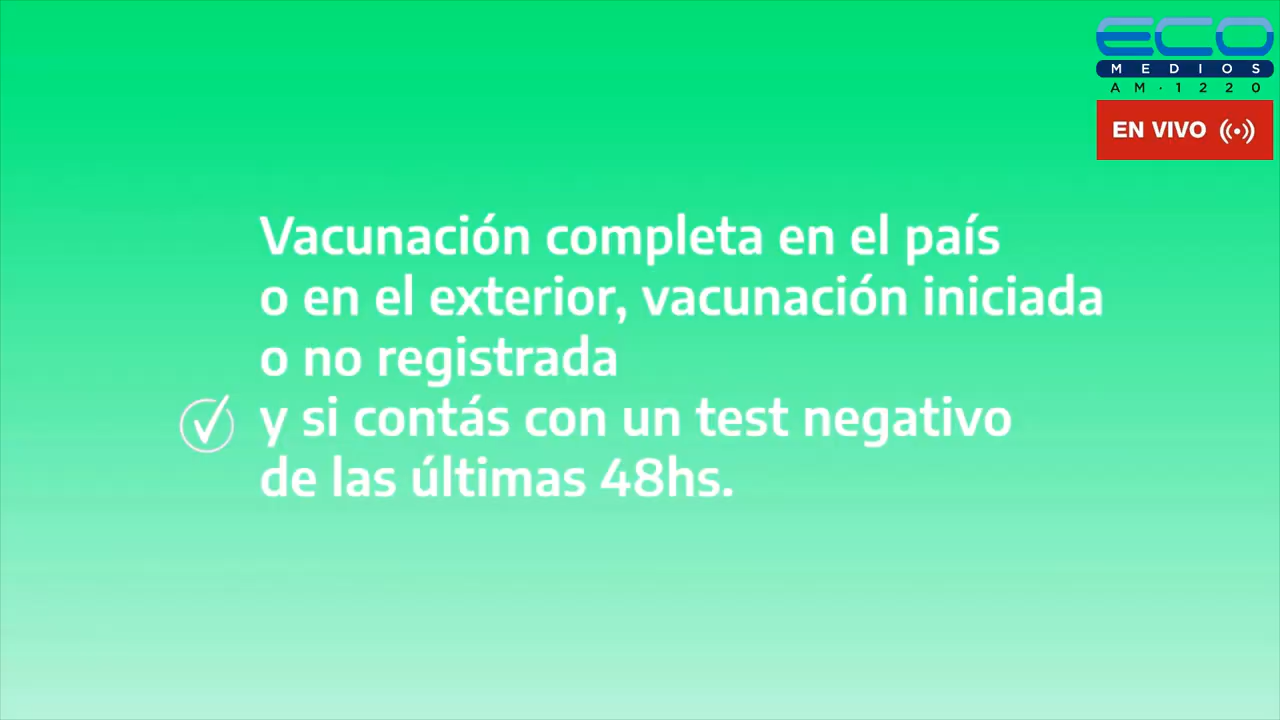 ECO
MEDIOS
AM·1220
EN VIVO
Vacunación completa en el país
o en el exterior, vacunación iniciada
o no registrada
y si contás con un test negativo
de las últimas 48hs.